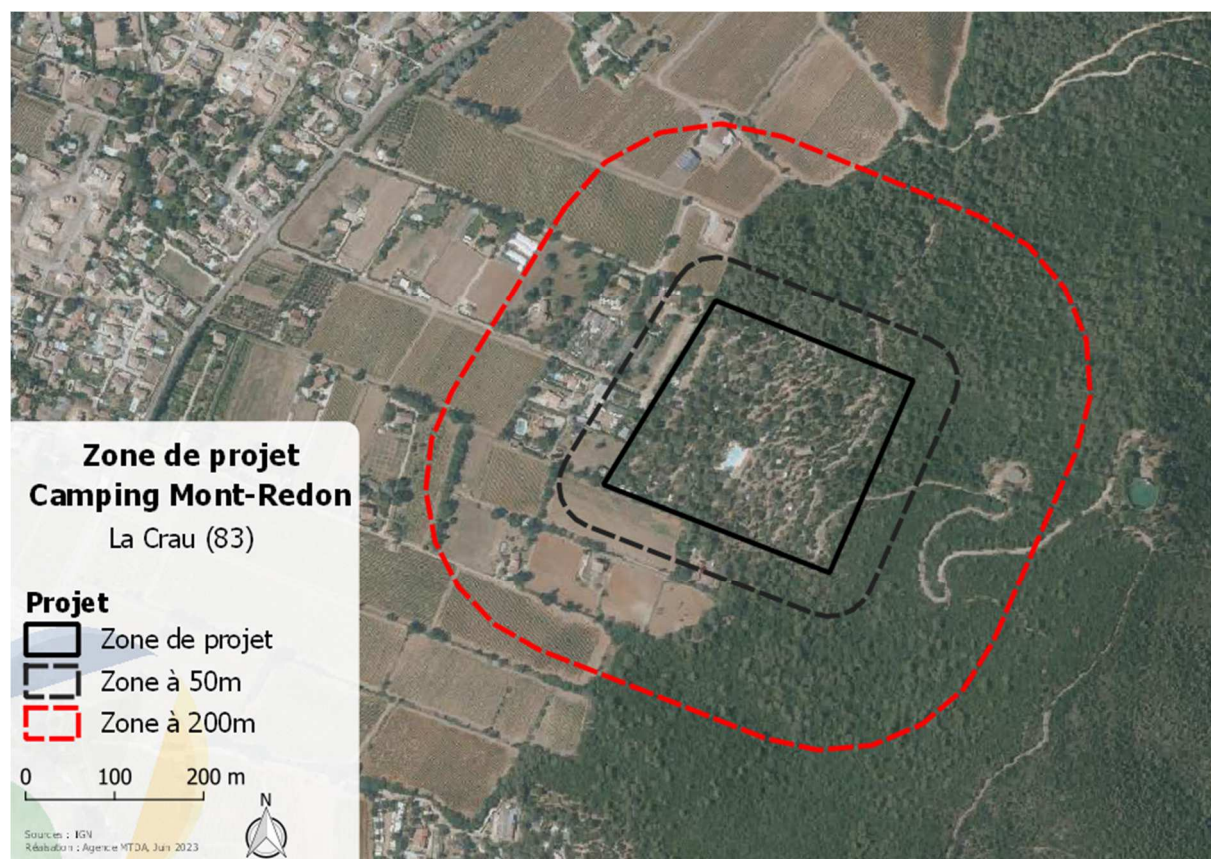 Zone de projet
Camping Mont-Redon
La Crau (83)
Projet
Zone de projet
Zone à 50m
Zone à 200m
0 100 200 m
N
Sources : IGN
Réalisation : Agence MTDA, Juin 2023